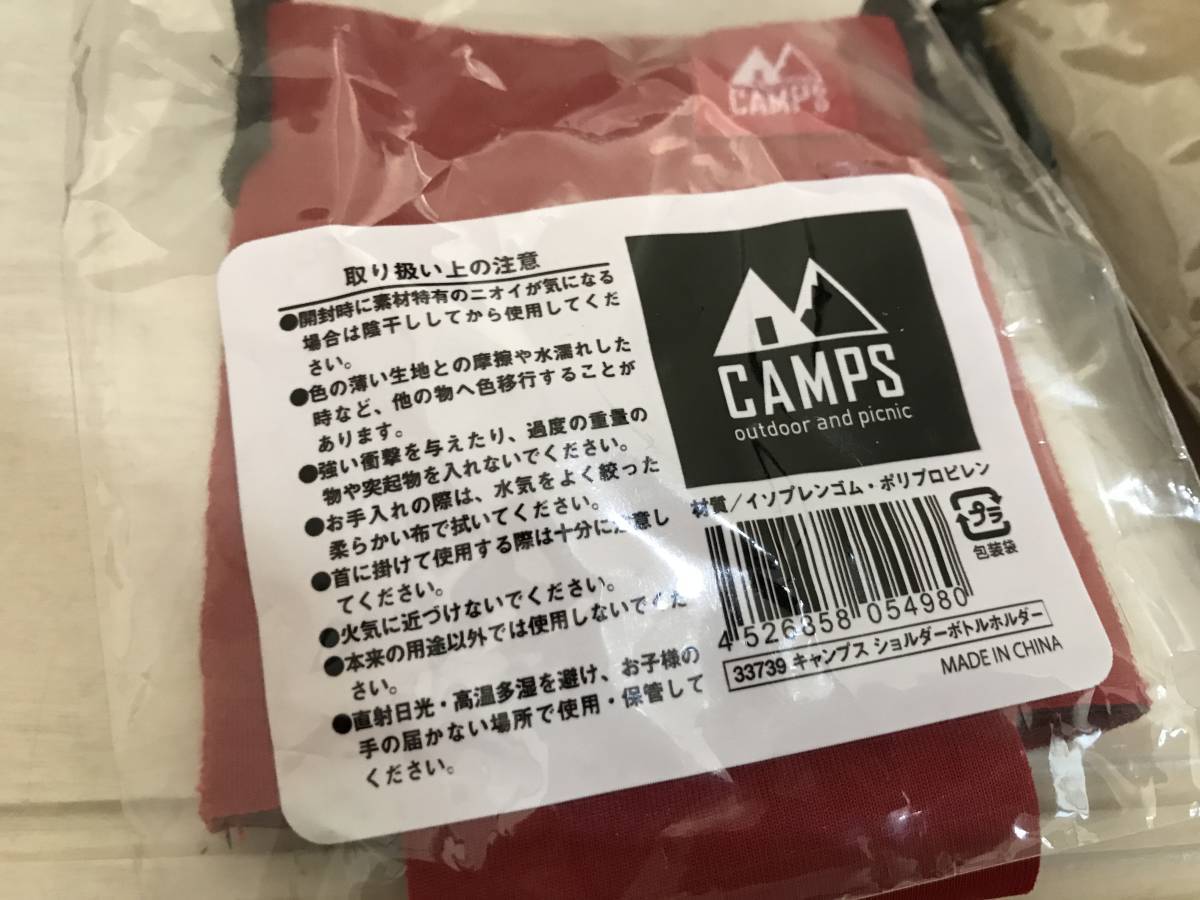 CAMPS
取り扱い上の注意
●開封時に素材特有のニオイが気になる
場合は陰干ししてから使用してくだ
さい。
●色の薄い生地との摩擦や水濡れした
時など、他の物へ色移行することが
あります。
●強い衝撃を与えたり、過度の重量の
物や突起物を入れないでください。
●お手入れの際は、水気をよく絞った
柔らかい布で拭いてください。
●首に掛けて使用する際は十分に注意し
てください。
●火気に近づけないでください。
●本来の用途以外では使用しないでくだ
さい。
●直射日光・高温多湿を避け、お子様の
手の届かない場所で使用・保管して
ください。
CAMPS
outdoor and picnic
材質/イソプレンゴム・ポリプロピレン
プラ
包装袋
4 526858 054980
33739 キャンプス ショルダーボトルホルダー
MADE IN CHINA